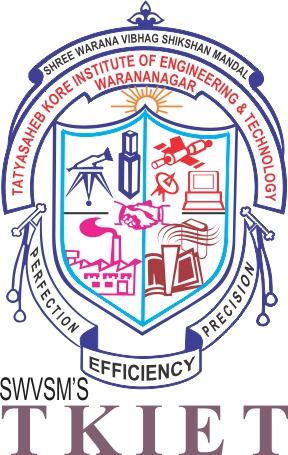 SHREE WARANA VIBHAG SHIKSHAN MANDAL
TATYASAHEB KORE INSTITUTE OF ENGINEERING & TECHNOLOGY
WARANANAGAR
PERFECTION
EFFICIENCY
PRECISION
SWVSM'S
TKIET